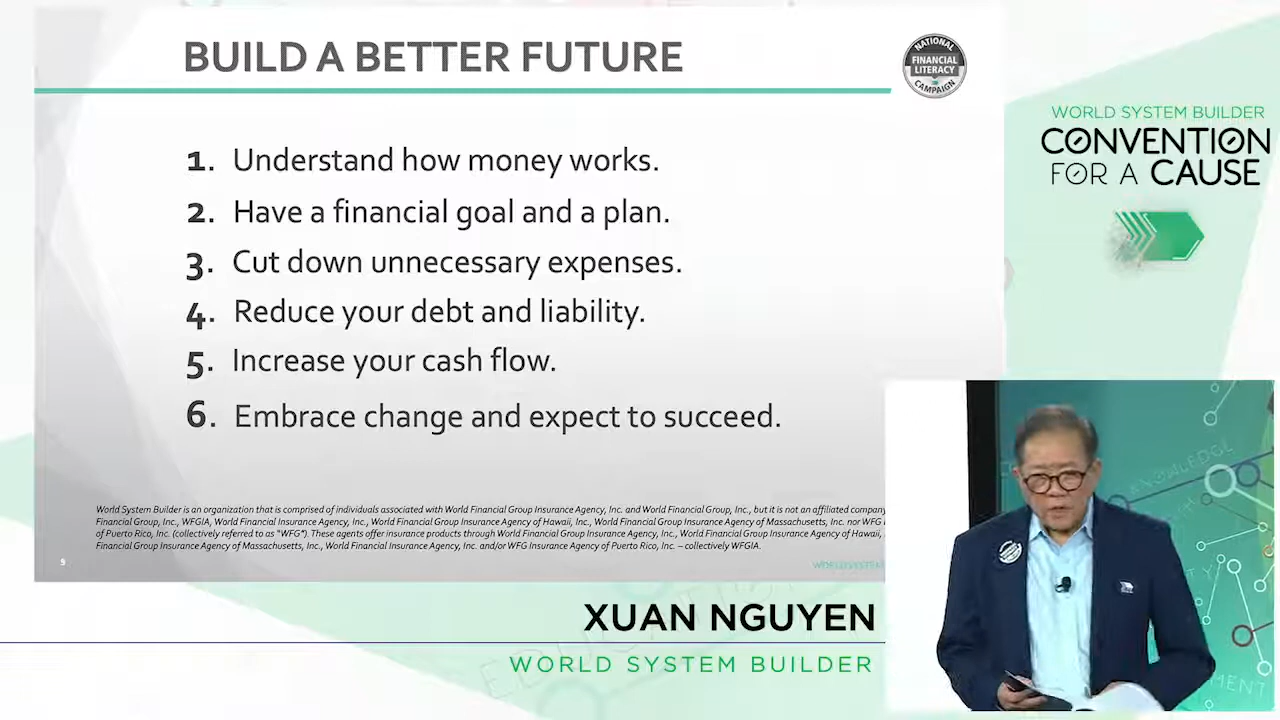 BUILD A BETTER FUTURE
NATIONAL
FINANCIAL
LITERACY
CAMPAIGN
WORLD SYSTEM BUILDER
CONVENTION
FOR A CAUSE
1. Understand how money works.
2. Have a financial goal and a plan.
3. Cut down unnecessary expenses.
4. Reduce your debt and liability.
5. Increase your cash flow.
6. Embrace change and expect to succeed.
World System Builder is an organization that is comprised of individuals associated with World Financial Group Insurance Agency, Inc. and World Financial Group, Inc., but it is not an affiliated company
Financial Group, Inc., WFGIA, World Financial Insurance Agency, Inc., World Financial Group Insurance Agency of Hawaii, Inc., World Financial Group Insurance Agency of Massachusetts, Inc. nor WFG
of Puerto Rico, Inc. (collectively referred to as "WFG"). These agents offer insurance products through World Financial Group Insurance Agency, Inc., World Financial Group Insurance Agency of Hawaii,
Financial Group Insurance Agency of Massachusetts, Inc., World Financial Insurance Agency, Inc. and/or WFG Insurance Agency of Puerto Rico, Inc. – collectively WFGIA.
9
WORLD SYSTEM
XUAN NGUYEN
WORLD SYSTEM BUILDER
KNOWLEDGE